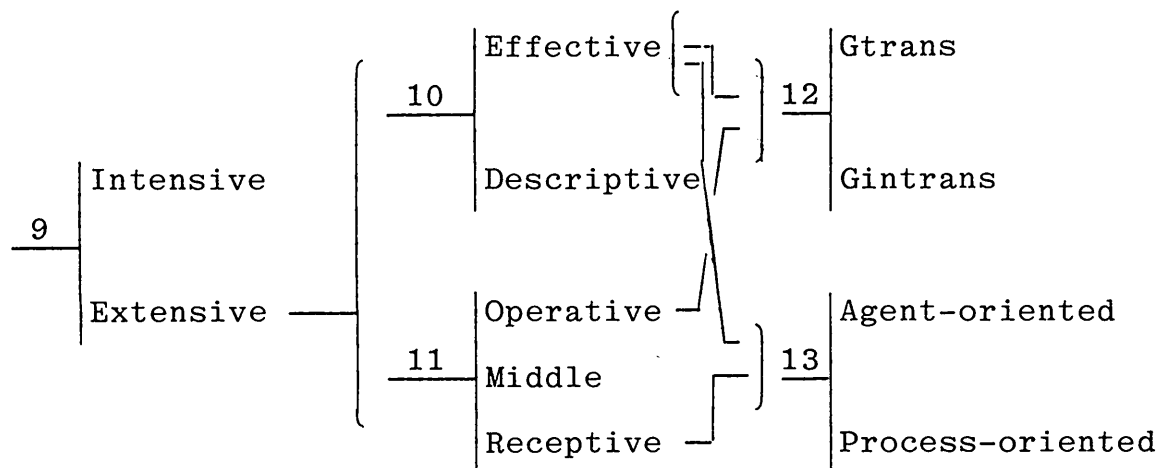 Effective
Gtrans
10
12
Intensive
Descriptive
Gintrans
9
Extensive
Operative
Agent-oriented
11
Middle
13
Receptive
Process-oriented